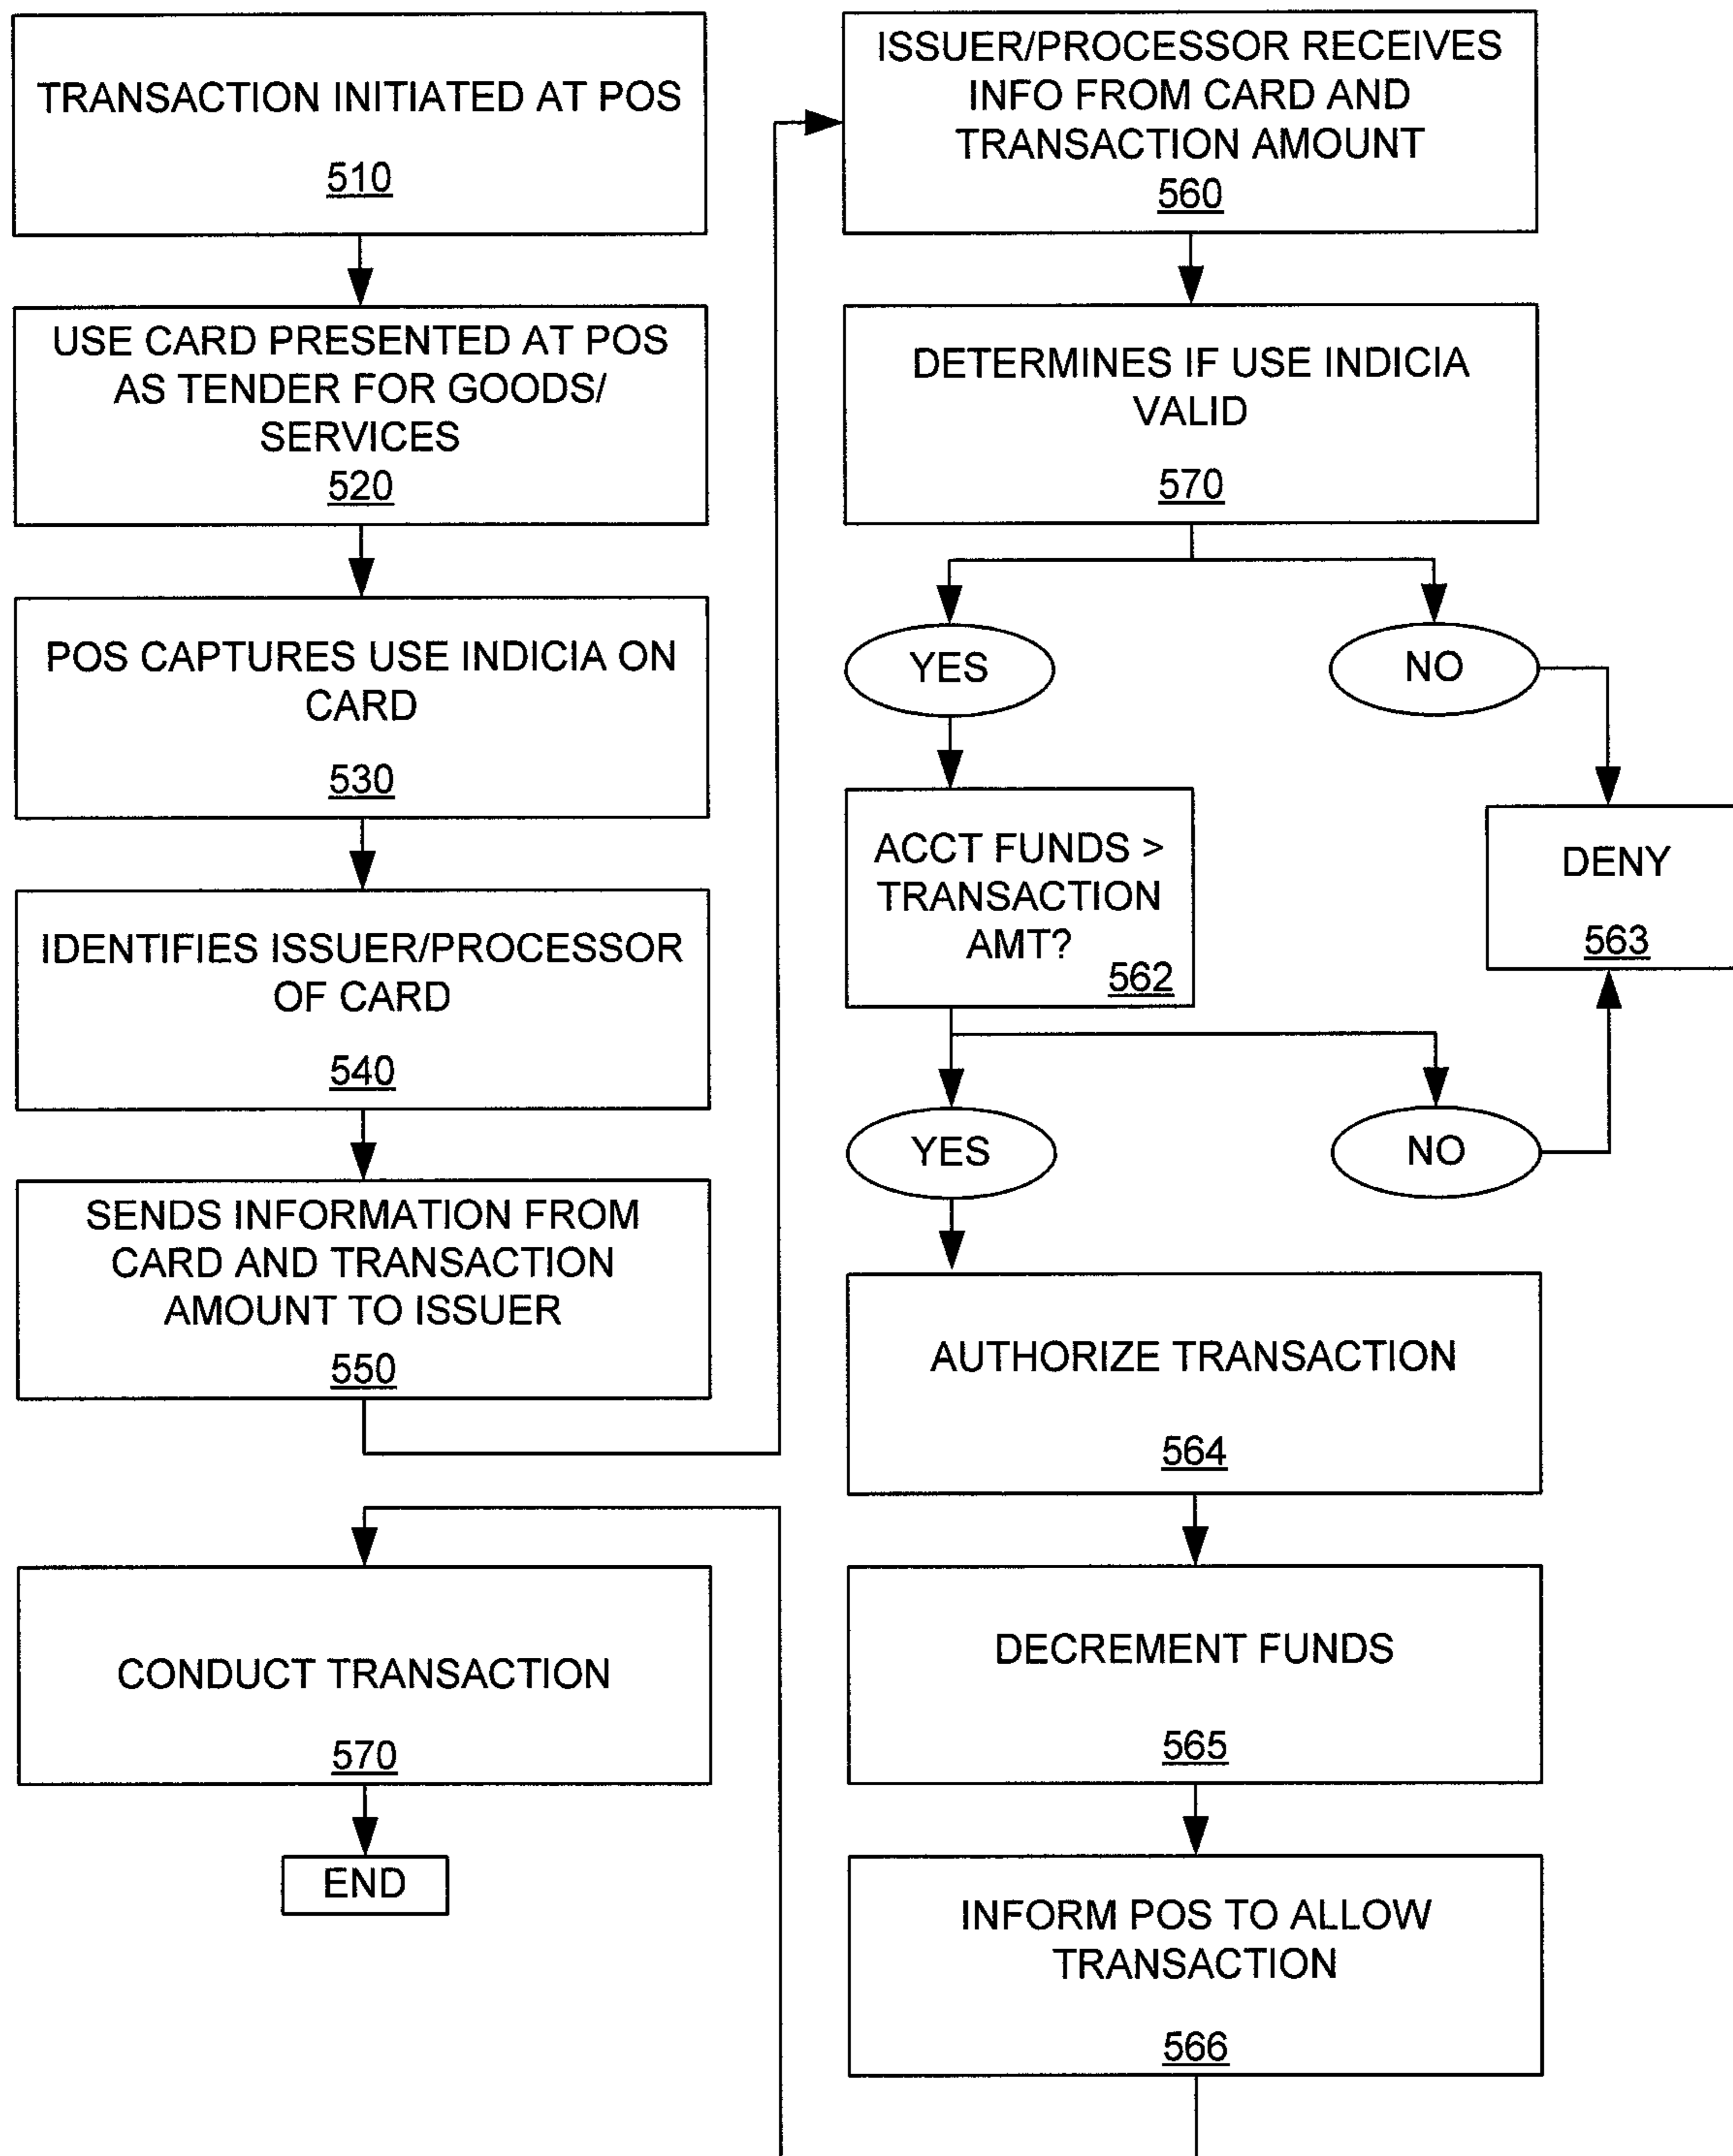 TRANSACTION INITIATED AT POS
510
USE CARD PRESENTED AT POS
AS TENDER FOR GOODS/
SERVICES
520
POS CAPTURES USE INDICIA ON
CARD
530
IDENTIFIES ISSUER/PROCESSOR
OF CARD
540
SENDS INFORMATION FROM
CARD AND TRANSACTION
AMOUNT TO ISSUER
550
ISSUER/PROCESSOR RECEIVES
INFO FROM CARD AND
TRANSACTION AMOUNT
560
DETERMINES IF USE INDICIA
VALID
570
YES
NO
ACCT FUNDS >
TRANSACTION
AMT?
562
DENY
563
YES
NO
AUTHORIZE TRANSACTION
564
DECREMENT FUNDS
565
INFORM POS TO ALLOW
TRANSACTION
566
CONDUCT TRANSACTION
570
END